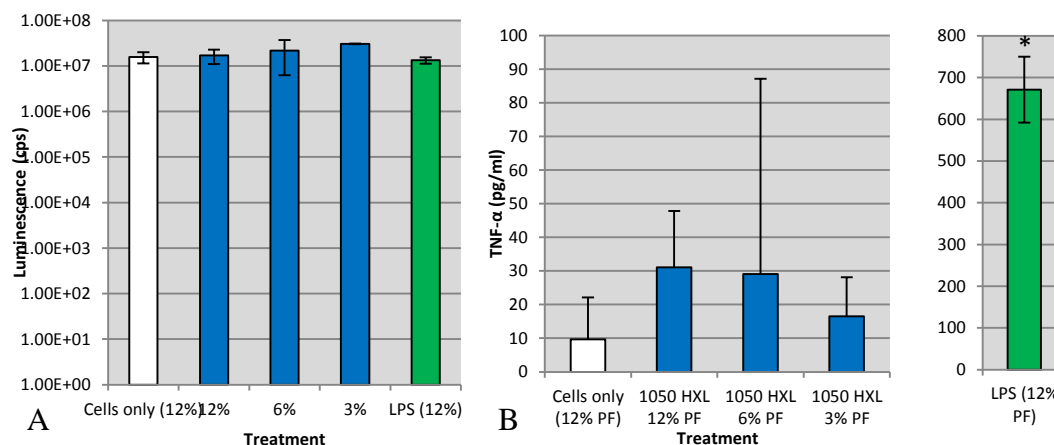 1.00E+08
1.00E+07
1.00E+06
1.00E+05
1.00E+04
1.00E+03
1.00E+02
1.00E+01
1.00E+00
Luminescence (cps)
Cells only (12%) 12% 6% 3% LPS (12%)
Treatment
A
100
90
80
70
60
50
40
30
20
10
0
TNF-α (pg/ml)
Cells only 1050 HXL 1050 HXL 1050 HXL
(12% PF) 12% PF 6% PF 3% PF
Treatment
B
800
700
600
500
400
300
200
100
0
*
LPS (12%
PF)